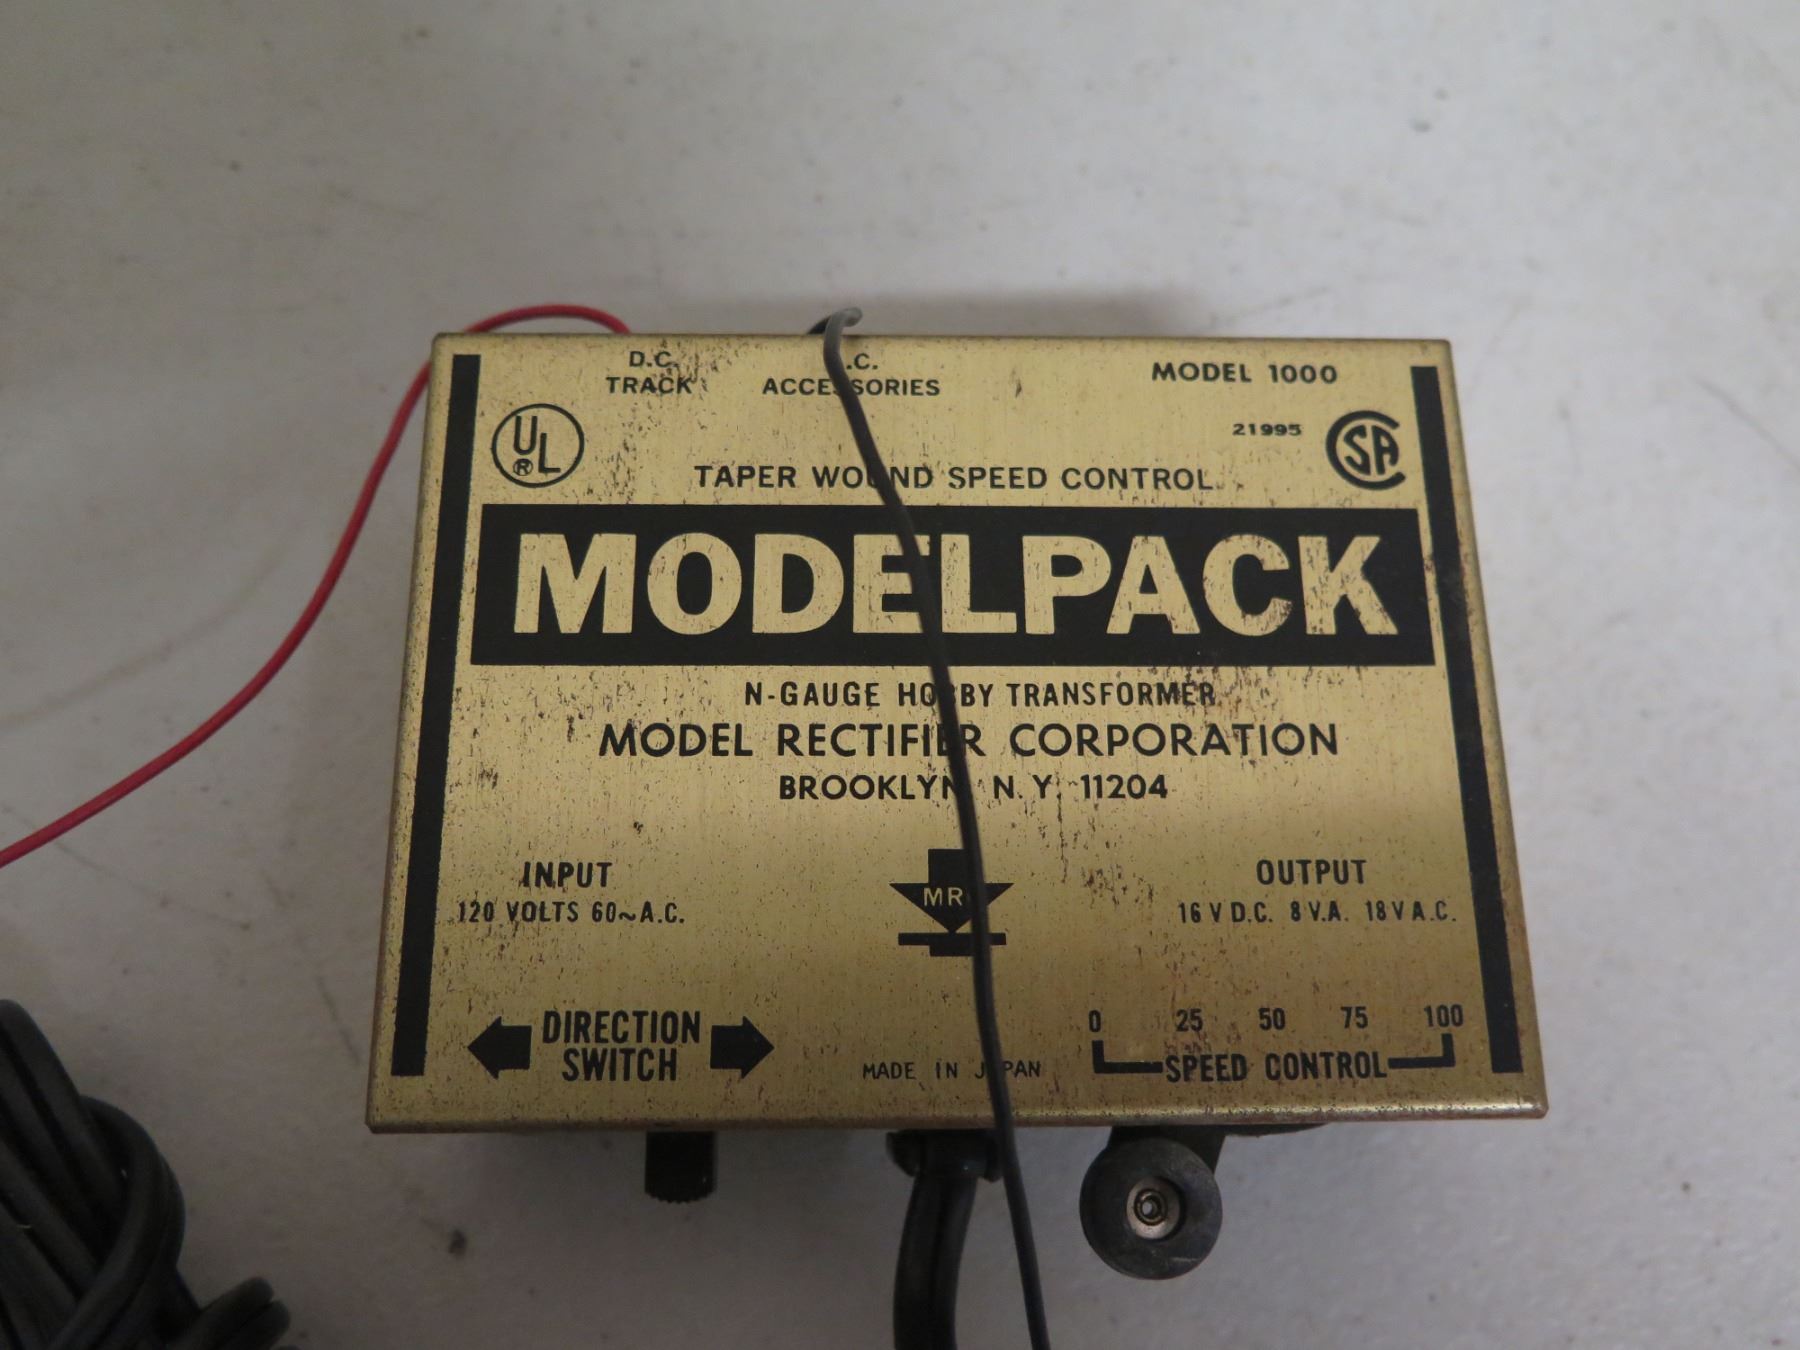 D.C. .C. MODEL 1000
TRACK ACCESSORIES
UL ® 21995 SA
TAPER WOUND SPEED CONTROL
MODELPACK
N-GAUGE HOBBY TRANSFORMER
MODEL RECTIFIER CORPORATION
BROOKLYN N.Y. 11204
INPUT OUTPUT
120 VOLTS 60~A.C. MR 16 V D.C. 8 V.A. 18 V A.C.
0 25 50 75 100
DIRECTION
SWITCH MADE IN JAPAN SPEED CONTROL